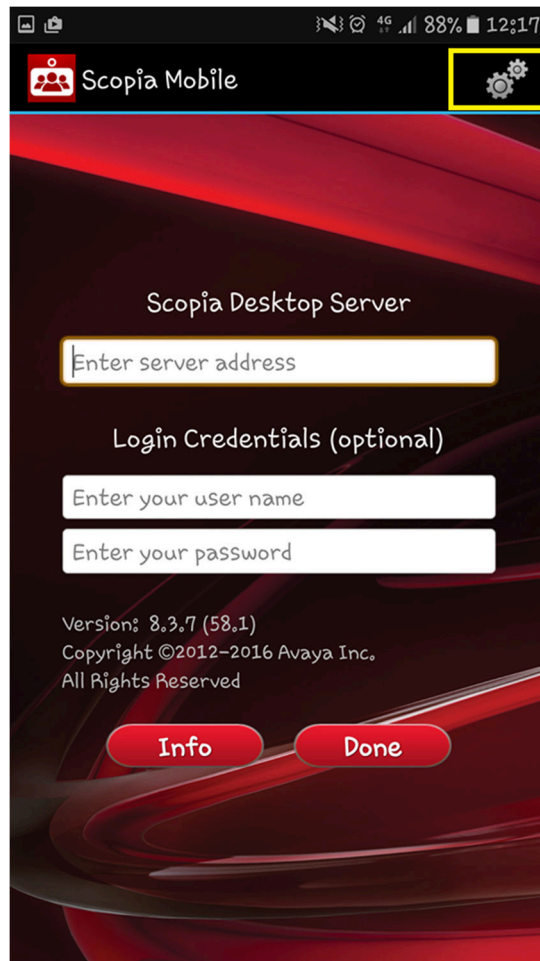 4G 88% 12:17
Scopia Mobile
Scopia Desktop Server
Enter server address
Login Credentials (optional)
Enter your user name
Enter your password
Version: 8.3.7 (58.1)
Copyright ©2012-2016 Avaya Inc.
All Rights Reserved
Info Done